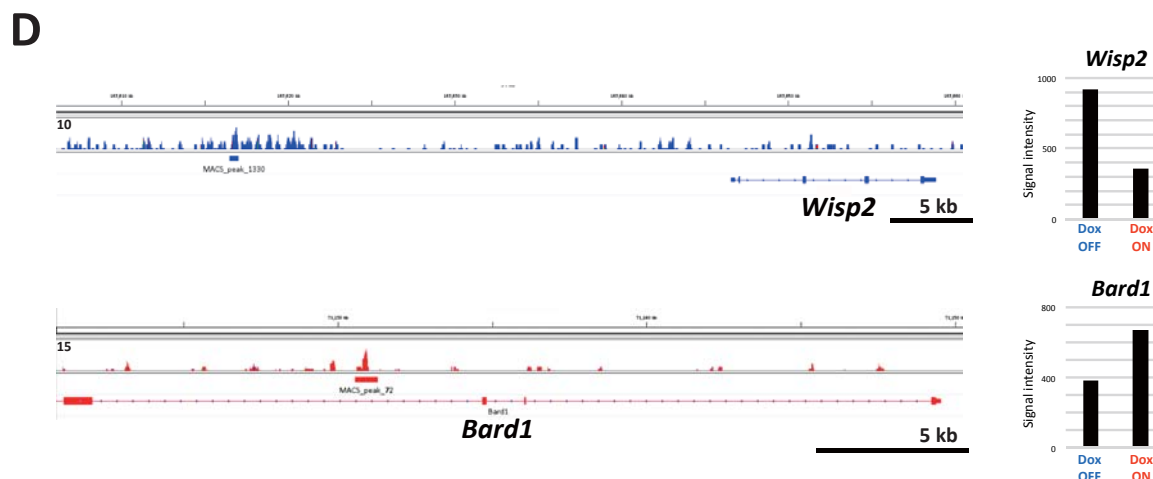 D
10
MACS_peak_1330
Wisp2
5 kb
Wisp2
1000
Signal intensity
500
0
Dox Dox
OFF ON
15
MACS_peak_72
Bard1
Bard1
5 kb
Bard1
800
Signal intensity
400
0
Dox Dox
OFF ON